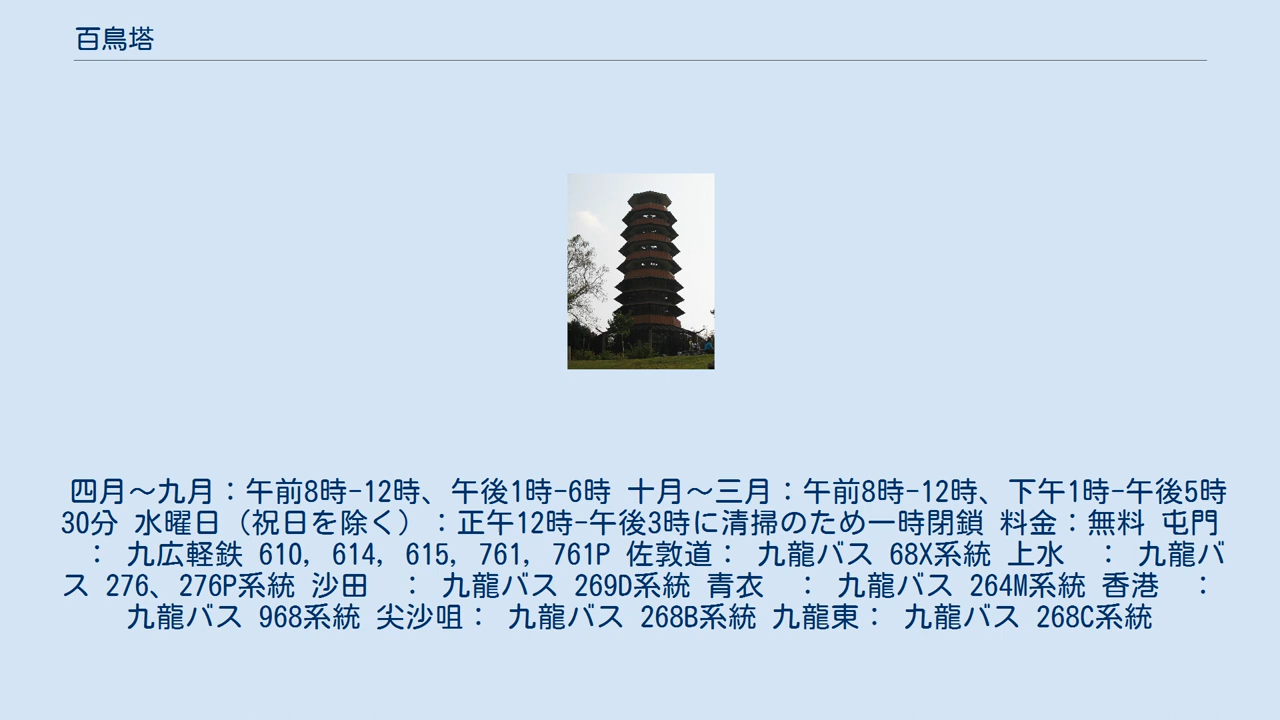 百鳥塔
四月～九月：午前8時-12時、午後1時-6時 十月～三月：午前8時-12時、下午1時-午後5時
30分 水曜日（祝日を除く）：正午12時-午後3時に清掃のため一時閉鎖 料金：無料 屯門
： 九広軽鉄 610, 614, 615, 761, 761P 佐敦道： 九龍バス 68X系統 上水　： 九龍バ
ス 276、276P系統 沙田　： 九龍バス 269D系統 青衣　： 九龍バス 264M系統 香港　：
九龍バス 968系統 尖沙咀： 九龍バス 268B系統 九龍東： 九龍バス 268C系統